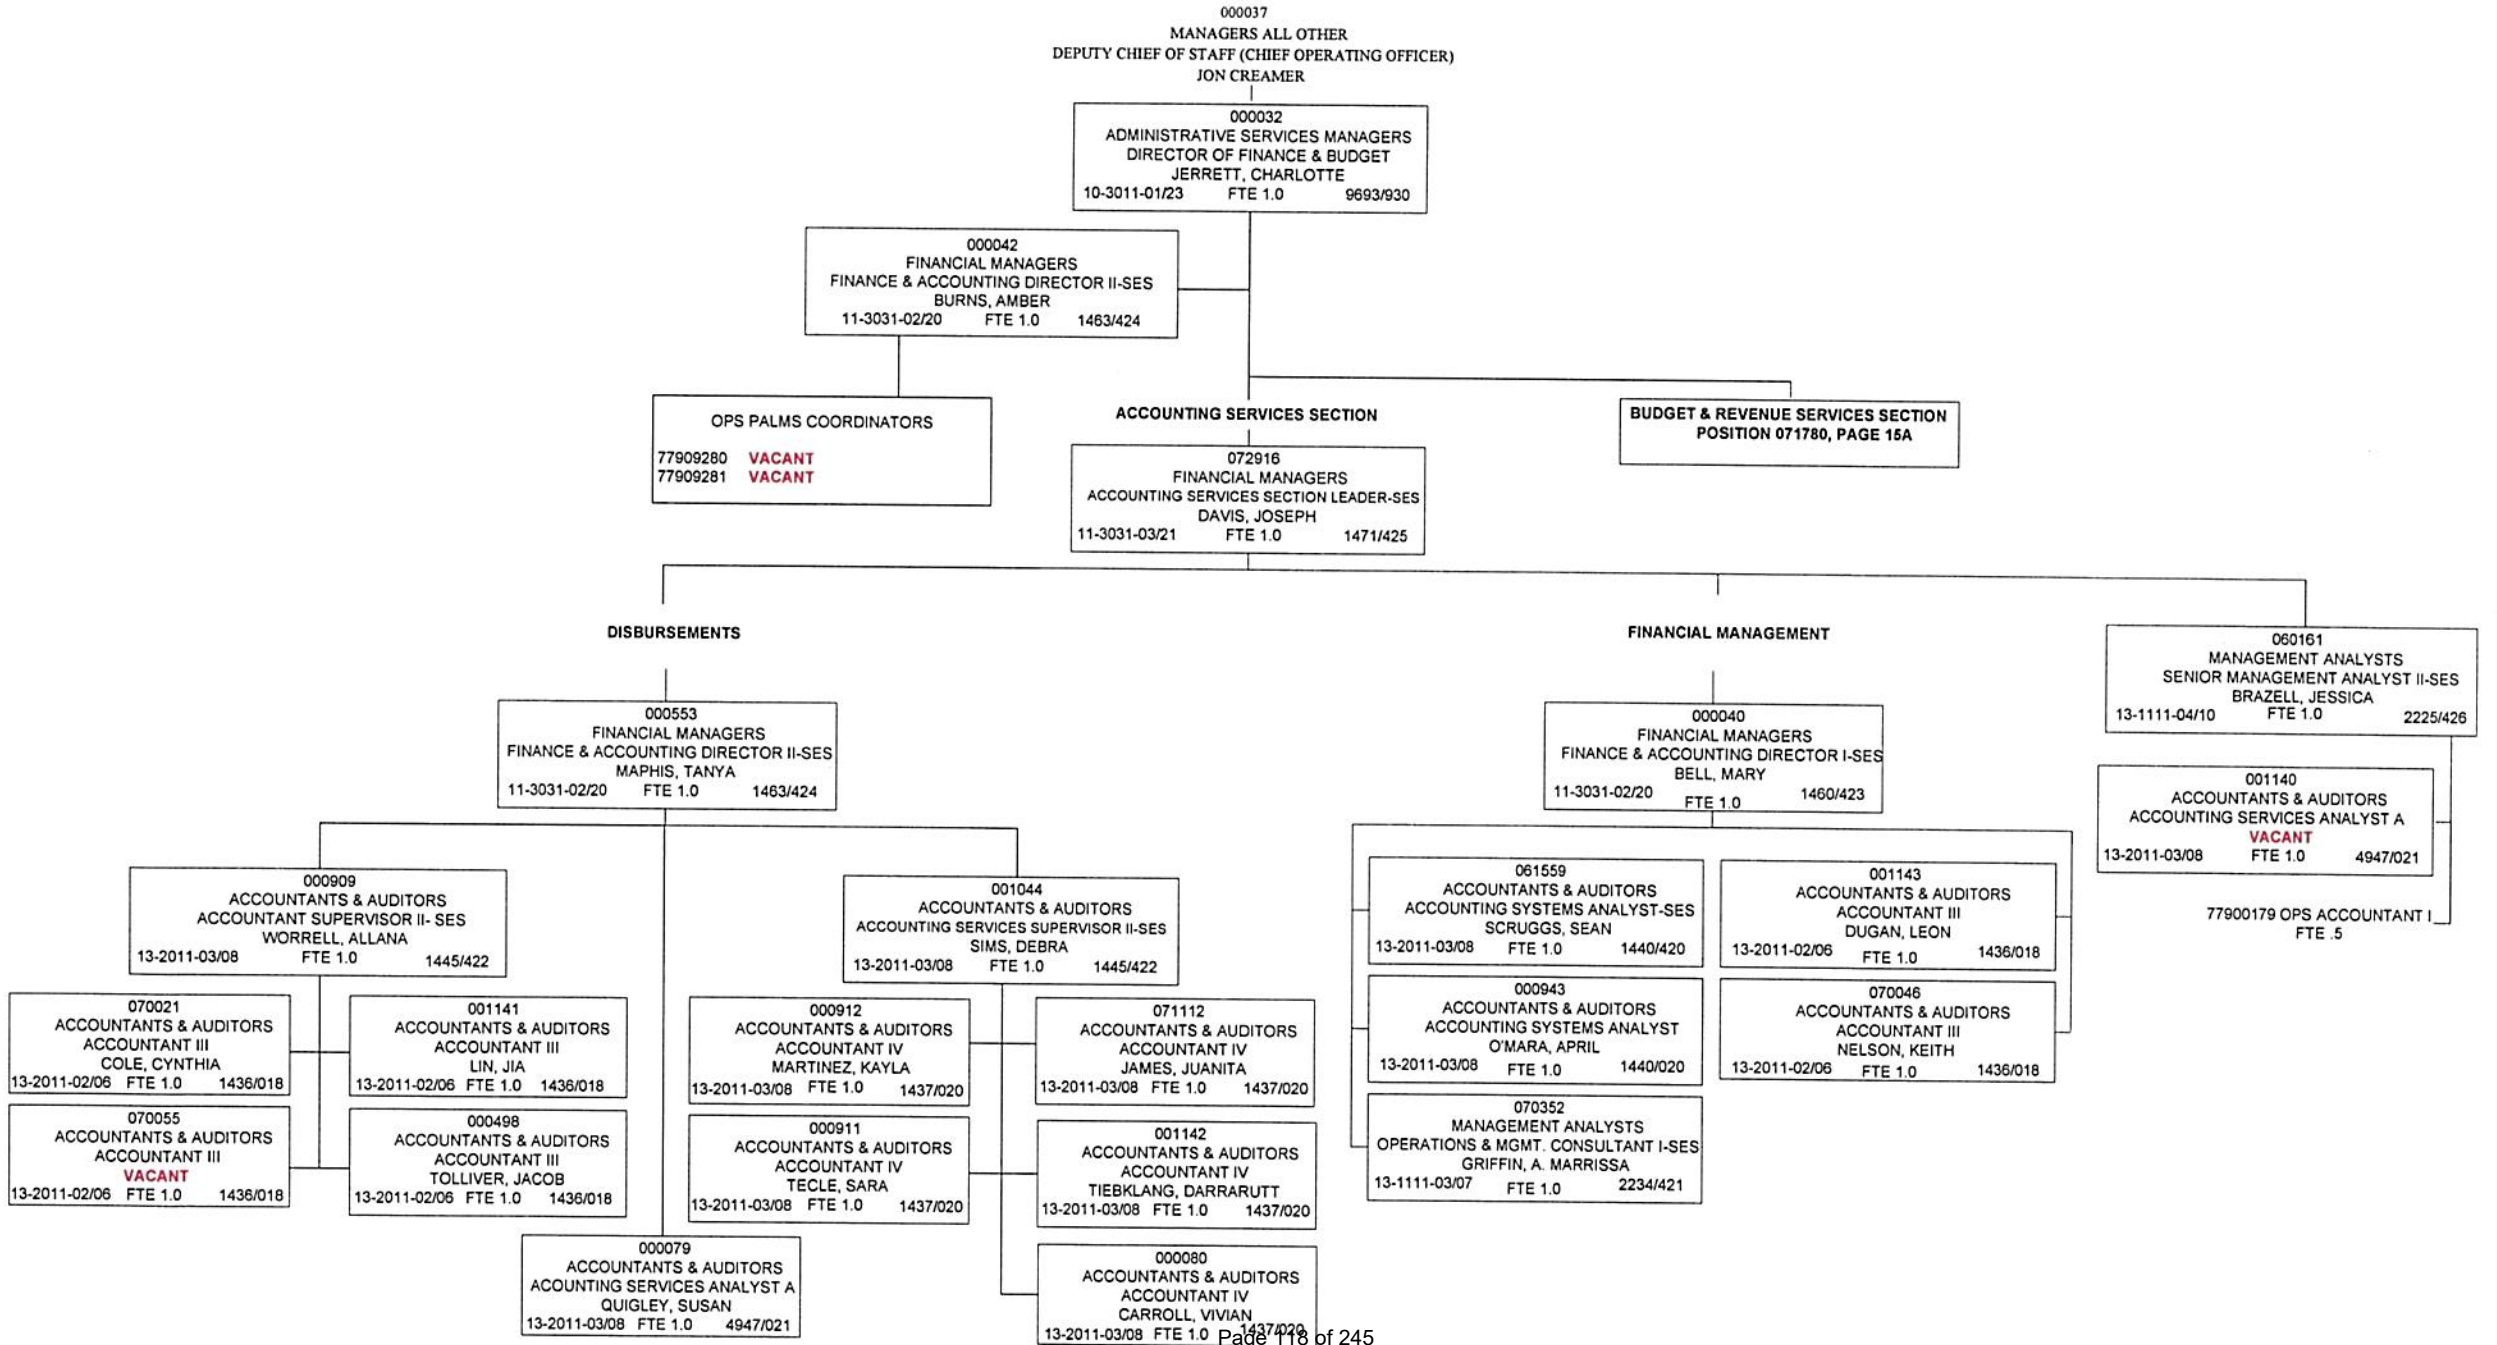 000037
MANAGERS ALL OTHER
DEPUTY CHIEF OF STAFF (CHIEF OPERATING OFFICER)
JON CREAMER
000032
ADMINISTRATIVE SERVICES MANAGERS
DIRECTOR OF FINANCE & BUDGET
JERRETT, CHARLOTTE
10-3011-01/23 FTE 1.0 9693/930
000042
FINANCIAL MANAGERS
FINANCE & ACCOUNTING DIRECTOR II-SES
BURNS, AMBER
11-3031-02/20 FTE 1.0 1463/424
OPS PALMS COORDINATORS
77909280 VACANT
77909281 VACANT
ACCOUNTING SERVICES SECTION
072916
FINANCIAL MANAGERS
ACCOUNTING SERVICES SECTION LEADER-SES
DAVIS, JOSEPH
11-3031-03/21 FTE 1.0 1471/425
BUDGET & REVENUE SERVICES SECTION
POSITION 071780, PAGE 15A
DISBURSEMENTS
000553
FINANCIAL MANAGERS
FINANCE & ACCOUNTING DIRECTOR II-SES
MAPHIS, TANYA
11-3031-02/20 FTE 1.0 1463/424
000909
ACCOUNTANTS & AUDITORS
ACCOUNTANT SUPERVISOR II- SES
WORRELL, ALLANA
13-2011-03/08 FTE 1.0 1445/422
070021
ACCOUNTANTS & AUDITORS
ACCOUNTANT III
COLE, CYNTHIA
13-2011-02/06 FTE 1.0 1436/018
001141
ACCOUNTANTS & AUDITORS
ACCOUNTANT III
LIN, JIA
13-2011-02/06 FTE 1.0 1436/018
070055
ACCOUNTANTS & AUDITORS
ACCOUNTANT III
VACANT
13-2011-02/06 FTE 1.0 1436/018
000498
ACCOUNTANTS & AUDITORS
ACCOUNTANT III
TOLLIVER, JACOB
13-2011-02/06 FTE 1.0 1436/018
000079
ACCOUNTANTS & AUDITORS
ACOUNTING SERVICES ANALYST A
QUIGLEY, SUSAN
13-2011-03/08 FTE 1.0 4947/021
001044
ACCOUNTANTS & AUDITORS
ACCOUNTING SERVICES SUPERVISOR II-SES
SIMS, DEBRA
13-2011-03/08 FTE 1.0 1445/422
000912
ACCOUNTANTS & AUDITORS
ACCOUNTANT IV
MARTINEZ, KAYLA
13-2011-03/08 FTE 1.0 1437/020
071112
ACCOUNTANTS & AUDITORS
ACCOUNTANT IV
JAMES, JUANITA
13-2011-03/08 FTE 1.0 1437/020
000911
ACCOUNTANTS & AUDITORS
ACCOUNTANT IV
TECLE, SARA
13-2011-03/08 FTE 1.0 1437/020
001142
ACCOUNTANTS & AUDITORS
ACCOUNTANT IV
TIEBKLANG, DARRARUTT
13-2011-03/08 FTE 1.0 1437/020
000080
ACCOUNTANTS & AUDITORS
ACCOUNTANT IV
CARROLL, VIVIAN
13-2011-03/08 FTE 1.0 1437/020
FINANCIAL MANAGEMENT
000040
FINANCIAL MANAGERS
FINANCE & ACCOUNTING DIRECTOR I-SES
BELL, MARY
11-3031-02/20 FTE 1.0 1460/423
061559
ACCOUNTANTS & AUDITORS
ACCOUNTING SYSTEMS ANALYST-SES
SCRUGGS, SEAN
13-2011-03/08 FTE 1.0 1440/420
001143
ACCOUNTANTS & AUDITORS
ACCOUNTANT III
DUGAN, LEON
13-2011-02/06 FTE 1.0 1436/018
000943
ACCOUNTANTS & AUDITORS
ACCOUNTING SYSTEMS ANALYST
O'MARA, APRIL
13-2011-03/08 FTE 1.0 1440/020
070046
ACCOUNTANTS & AUDITORS
ACCOUNTANT III
NELSON, KEITH
13-2011-02/06 FTE 1.0 1436/018
070352
MANAGEMENT ANALYSTS
OPERATIONS & MGMT. CONSULTANT I-SES
GRIFFIN, A. MARRISSA
13-1111-03/07 FTE 1.0 2234/421
060161
MANAGEMENT ANALYSTS
SENIOR MANAGEMENT ANALYST II-SES
BRAZELL, JESSICA
13-1111-04/10 FTE 1.0 2225/426
001140
ACCOUNTANTS & AUDITORS
ACCOUNTING SERVICES ANALYST A
VACANT
13-2011-03/08 FTE 1.0 4947/021
77900179 OPS ACCOUNTANT I
FTE .5
Page 118 of 245